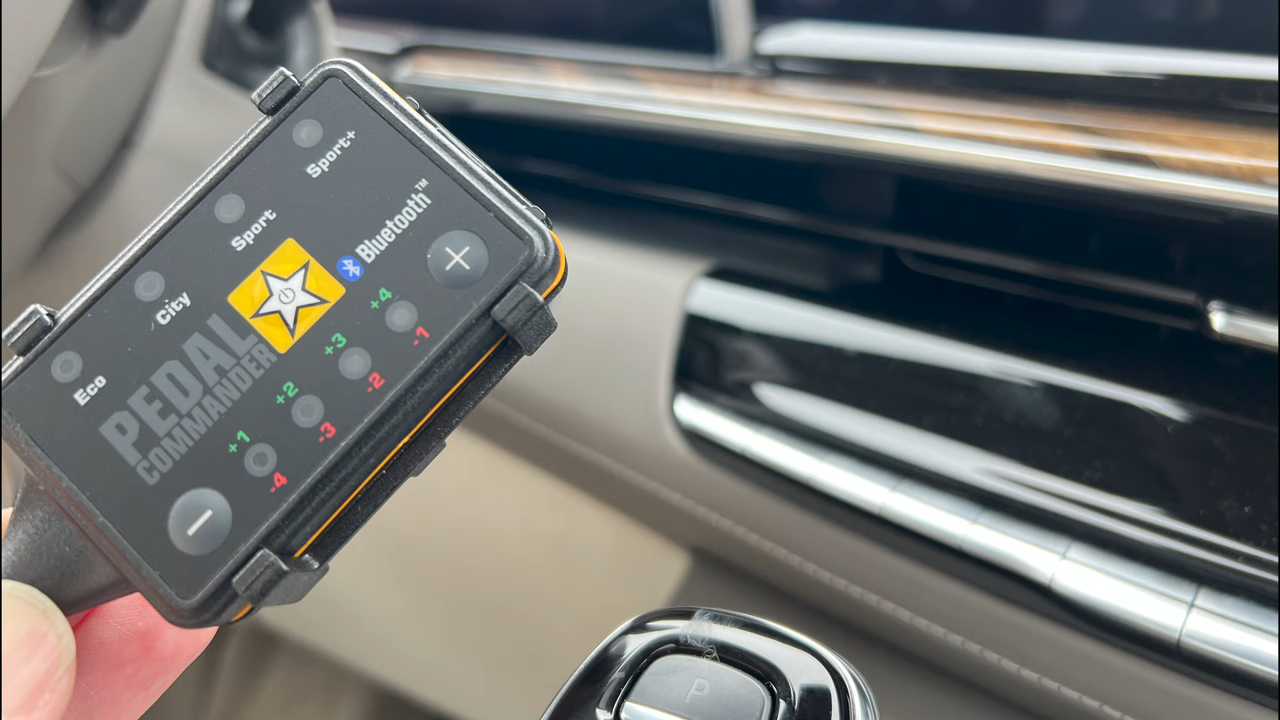 Sport+
Sport
City
Eco
Bluetooth™
PEDAL
COMMANDER
+
+4
+3
+2
+1
-1
-2
-3
-4
−
P